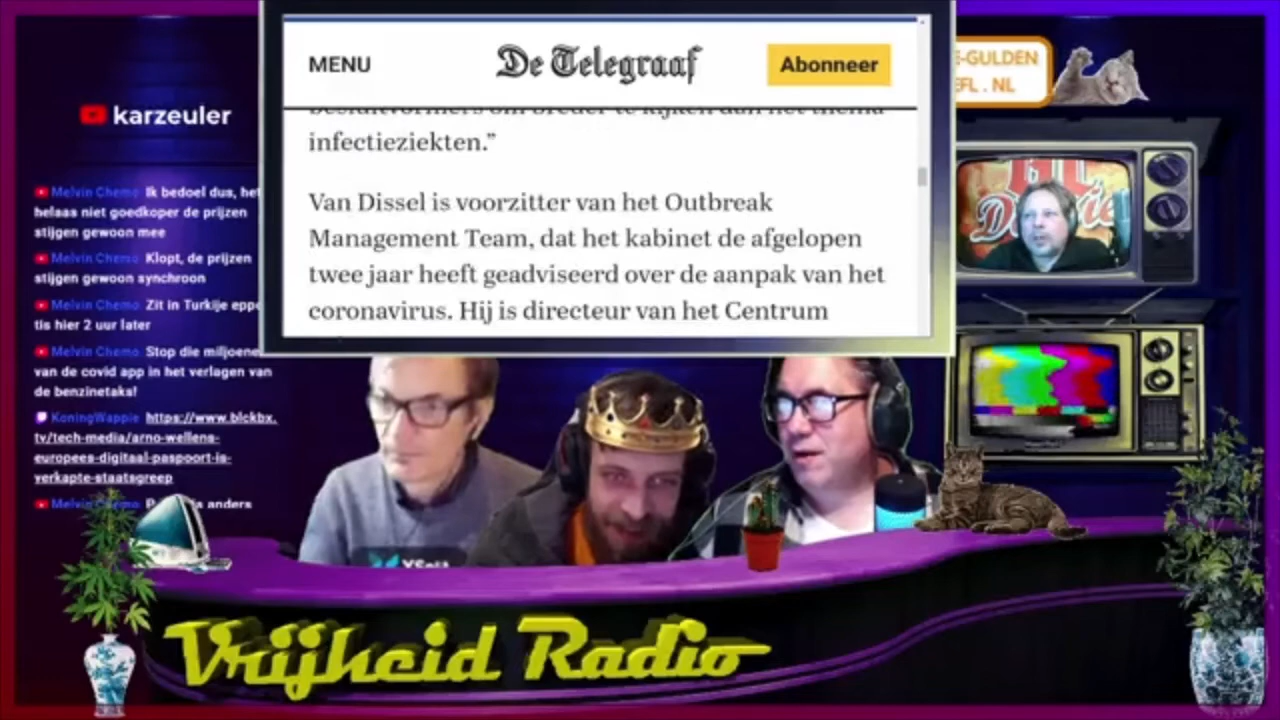 MENU
De Telegraaf
Abonneer
infectieziekten.”
Van Dissel is voorzitter van het Outbreak
Management Team, dat het kabinet de afgelopen
twee jaar heeft geadviseerd over de aanpak van het
coronavirus. Hij is directeur van het Centrum
E-GULDEN
EFL . NL
karzeuler
Melvin Chemo Ik bedoel dus, het
helaas niet goedkoper de prijzen
stijgen gewoon mee
Melvin Chemo Klopt, de prijzen
stijgen gewoon synchroon
Melvin Chemo Zit in Turkije
tis hier 2 uur later
Melvin Chemo Stop die
van de covid app in het verlagen van
de benzinetaks!
KoningWappie https://www.blckbx.
tv/tech-media/arno-wellens-
europees-digitaal-paspoort-is-
verkapte-staatsgreep
Melvin Chemo anders
Vrijheid Radio